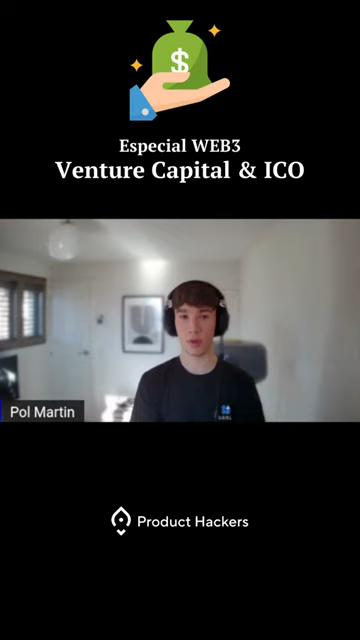 $
Especial WEB3
Venture Capital & ICO
Pol Martin
Product Hackers